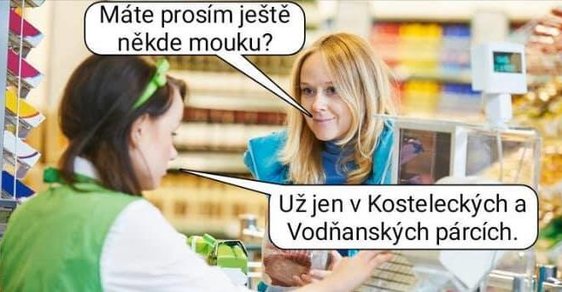 Máte prosím ještě
někde mouku?
Už jen v Kosteleckých a
Vodňanských párcích.